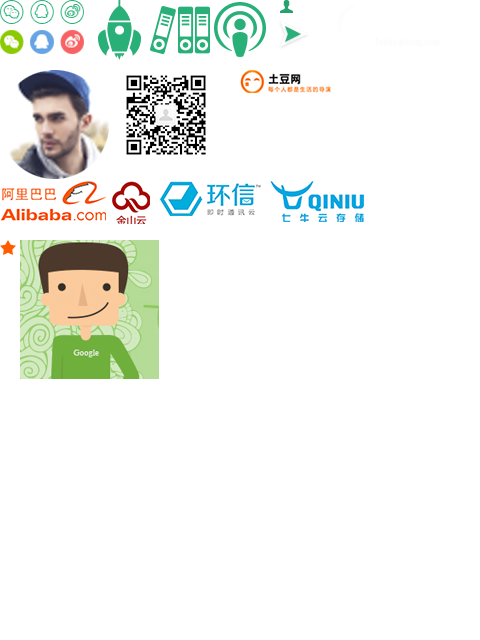 土豆网
每个人都是生活的导演
阿里巴巴
Alibaba.com
金山云
环信
即时通讯云
QINIU
七牛云存储
Google